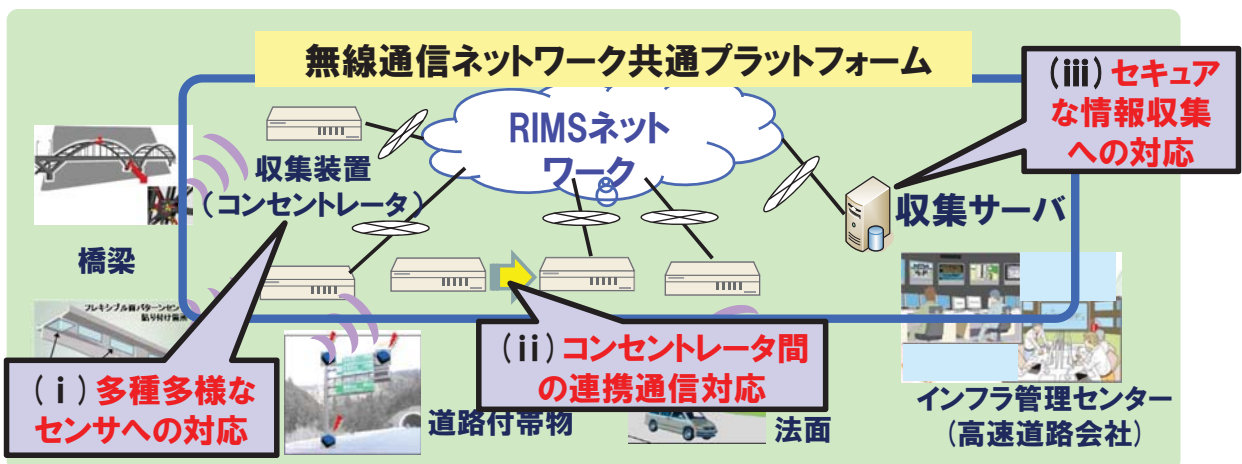 無線通信ネットワーク共通プラットフォーム
(iii)セキュア
な情報収集
への対応
RIMSネット
ワーク
収集装置
(コンセントレータ)
収集サーバ
橋梁
(i)多種多様な
センサへの対応
(ii)コンセントレータ間
の連携通信対応
道路付帯物
法面
インフラ管理センター
(高速道路会社)